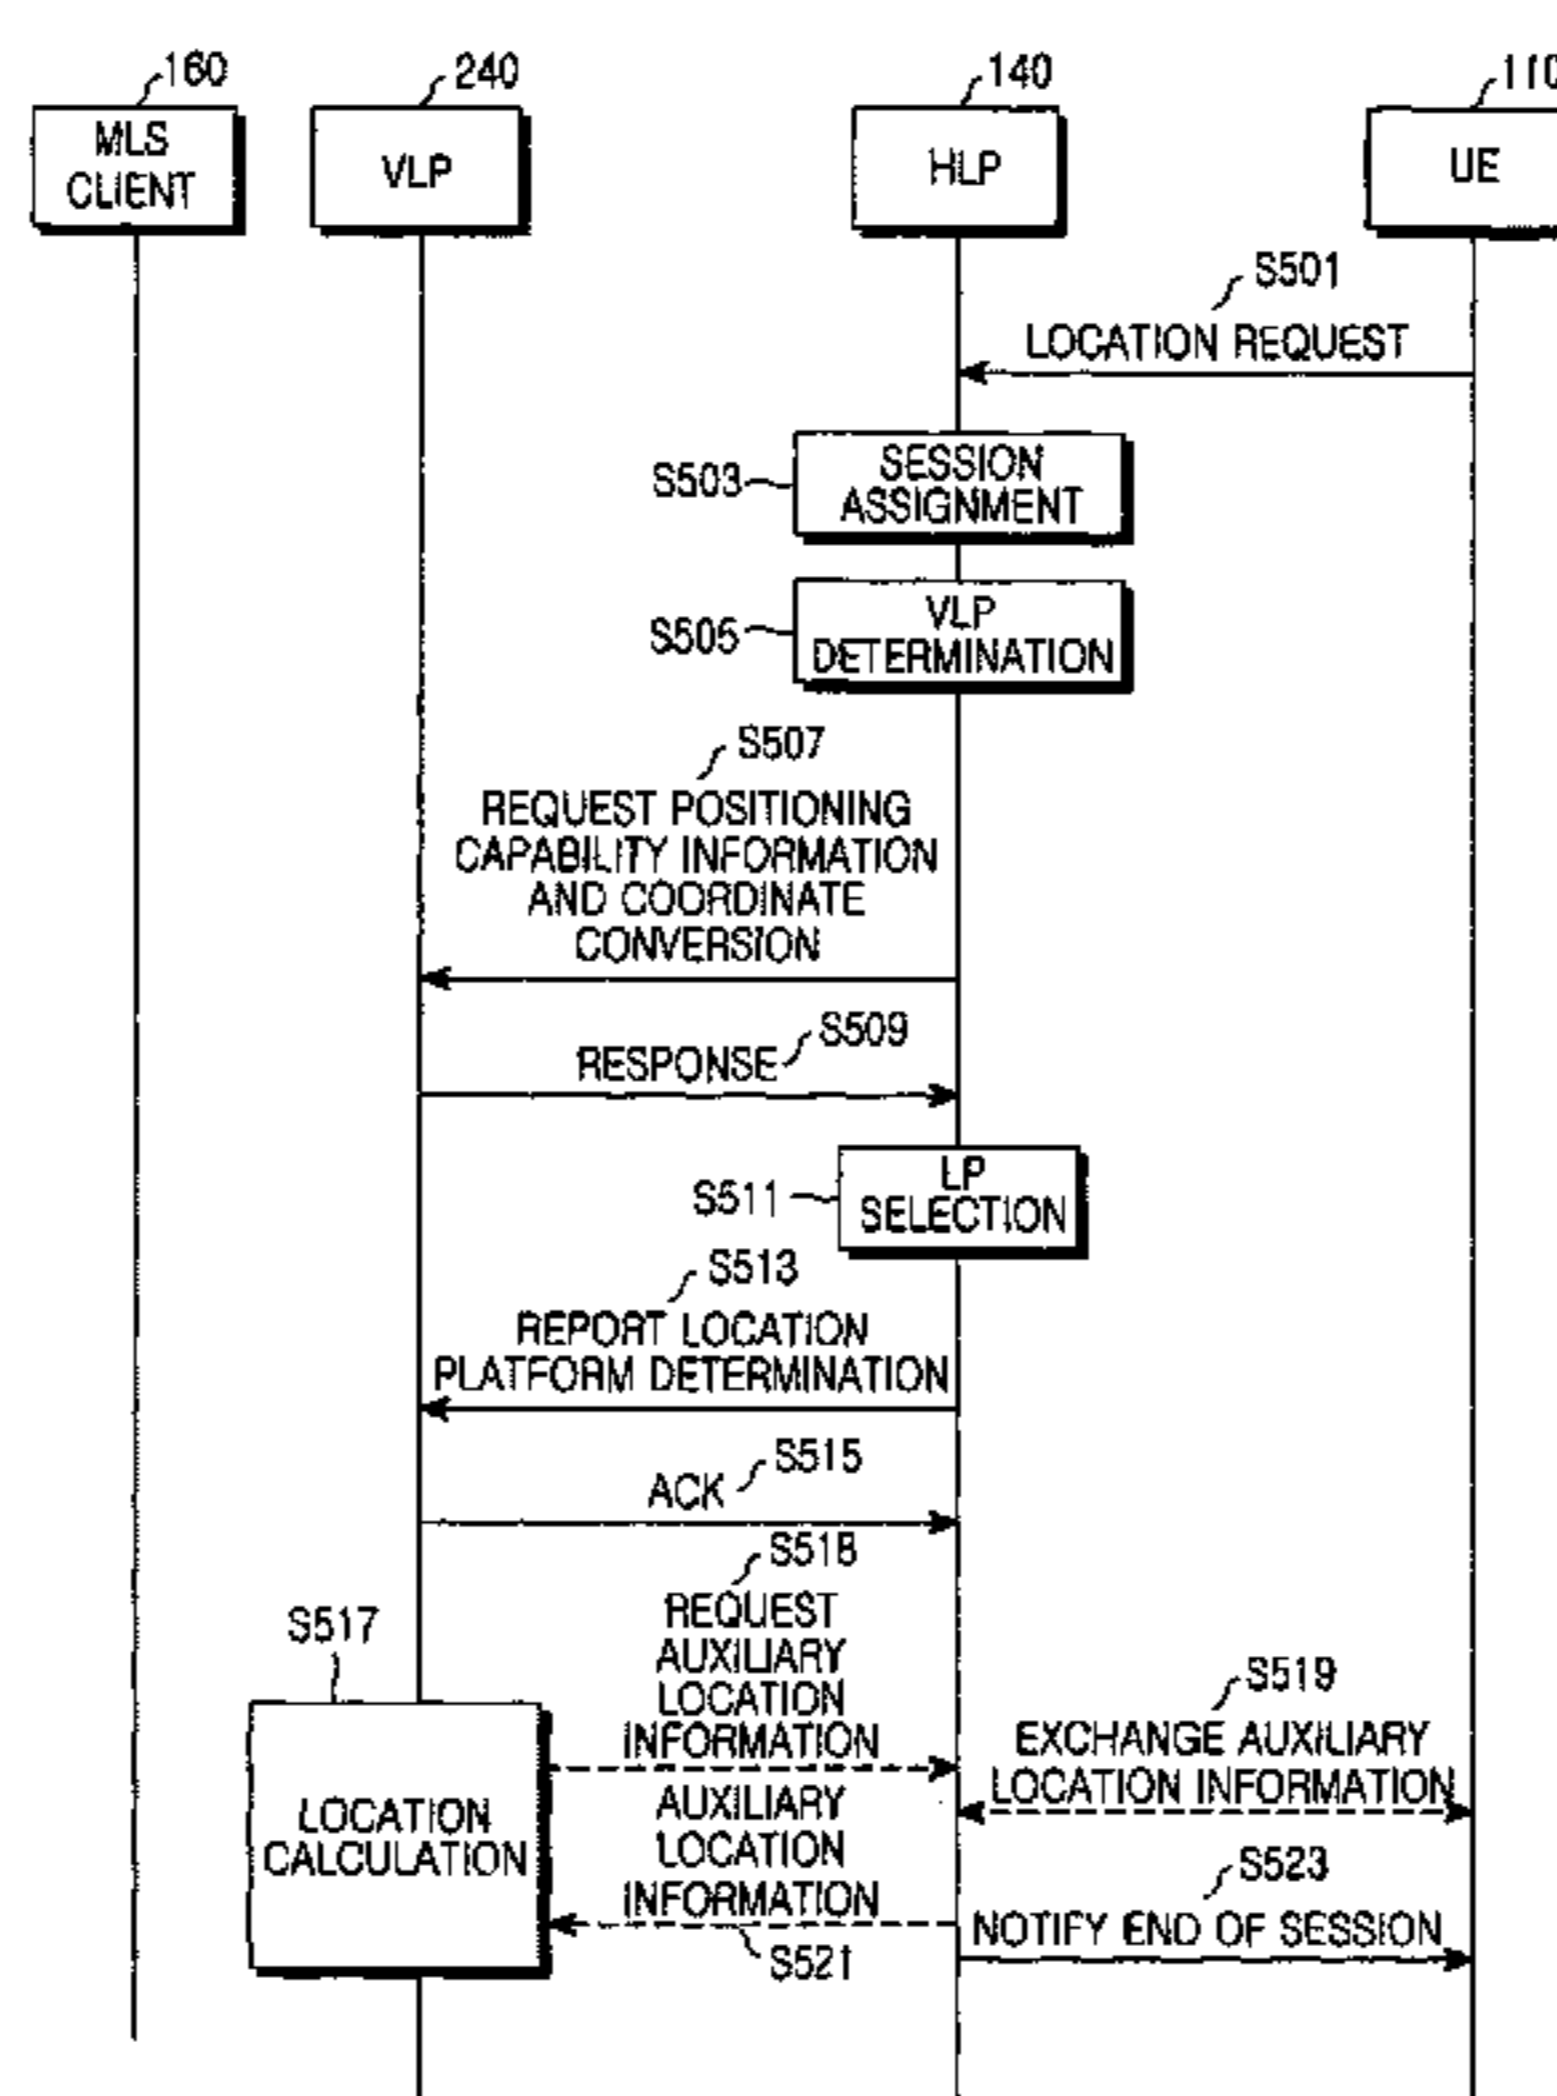 160
240
140
110
MLS
CLIENT
VLP
HLP
UE
S501
LOCATION REQUEST
S503
SESSION
ASSIGNMENT
S505
VLP
DETERMINATION
S507
REQUEST POSITIONING
CAPABILITY INFORMATION
AND COORDINATE
CONVERSION
S509
RESPONSE
S511
LP
SELECTION
S513
REPORT LOCATION
PLATFORM DETERMINATION
S515
ACK
S518
REQUEST
AUXILIARY
LOCATION
INFORMATION
S517
LOCATION
CALCULATION
S519
EXCHANGE AUXILIARY
LOCATION INFORMATION
AUXILIARY
LOCATION
INFORMATION
S521
S523
NOTIFY END OF SESSION